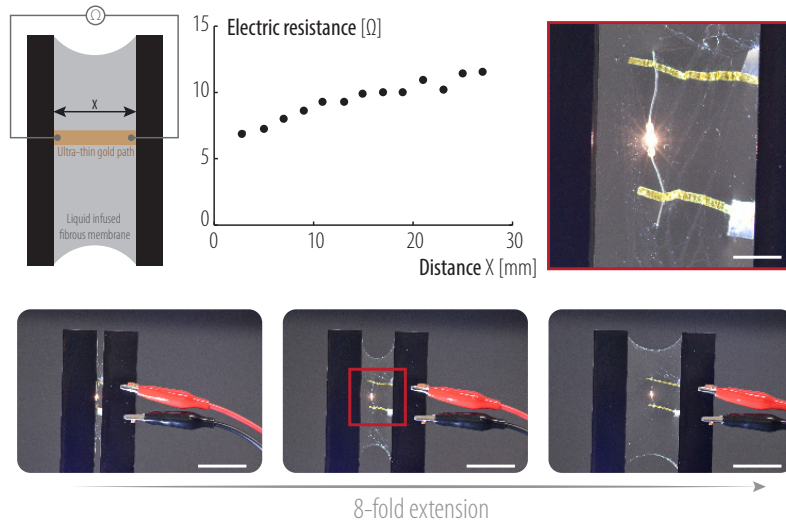 Ω
X
Ultra-thin gold path
Liquid infused
fibrous membrane
Electric resistance [Ω]
15
10
5
0
0
10
20
30
Distance X [mm]
8-fold extension